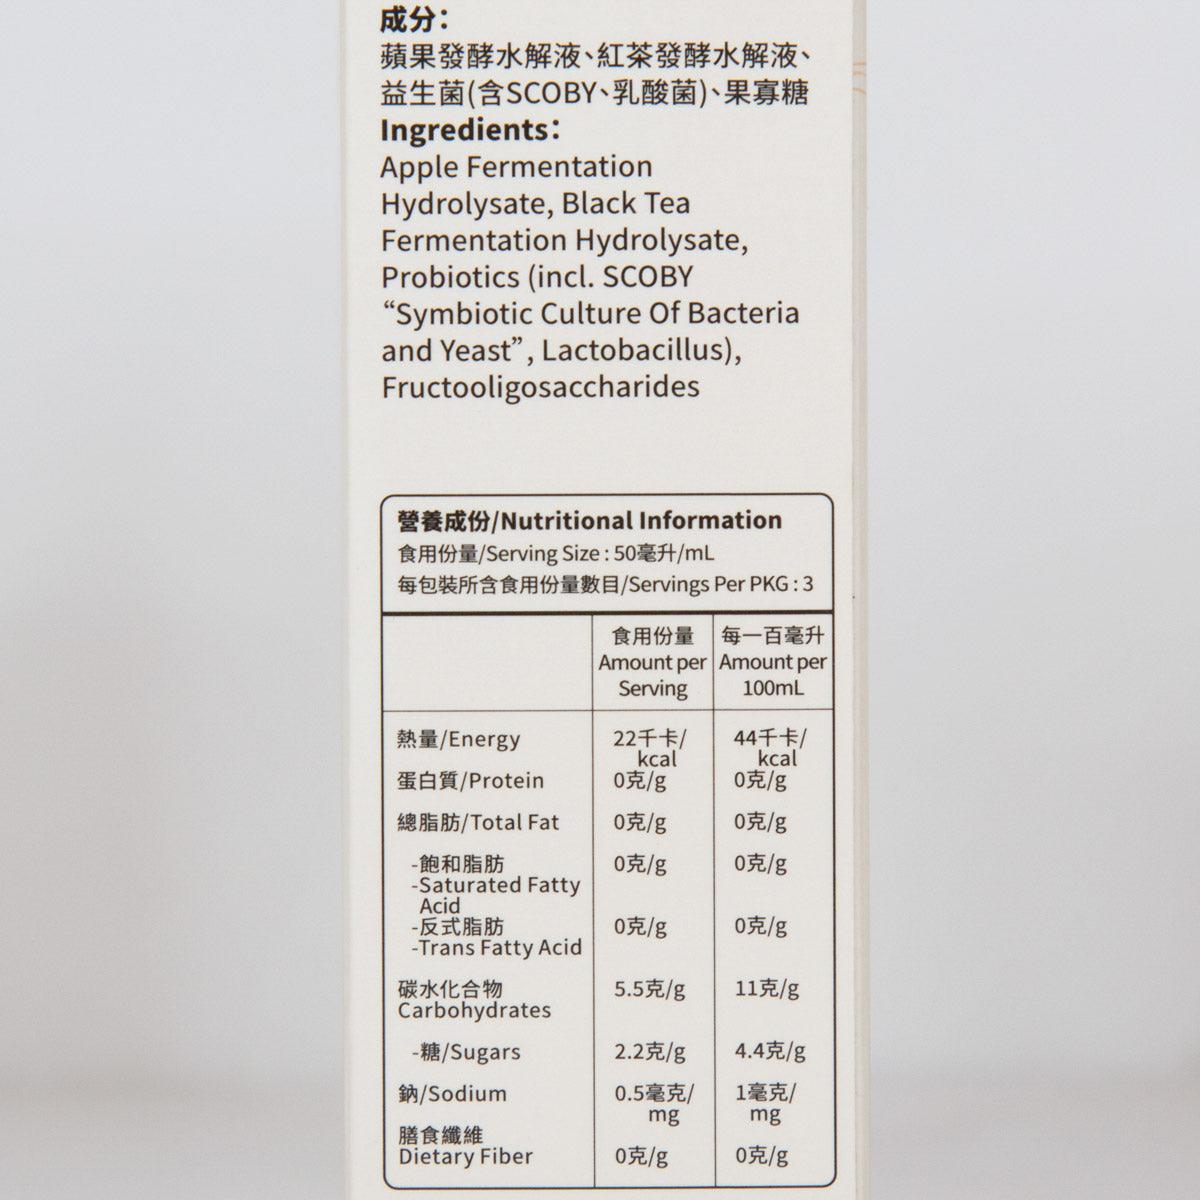 成分：
蘋果發酵水解液、紅茶發酵水解液、
益生菌(含SCOBY、乳酸菌)、果寡糖
Ingredients：
Apple Fermentation
Hydrolysate, Black Tea
Fermentation Hydrolysate,
Probiotics (incl. SCOBY
“Symbiotic Culture Of Bacteria
and Yeast”, Lactobacillus),
Fructooligosaccharides
營養成份/Nutritional Information
食用份量/Serving Size : 50毫升/mL
每包裝所含食用份量數目/Servings Per PKG : 3
食用份量 每一百毫升
Amount per Amount per
Serving 100mL
熱量/Energy 22千卡/ 44千卡/
kcal kcal
蛋白質/Protein 0克/g 0克/g
總脂肪/Total Fat 0克/g 0克/g
-飽和脂肪 0克/g 0克/g
-Saturated Fatty
Acid
-反式脂肪 0克/g 0克/g
-Trans Fatty Acid
碳水化合物 5.5克/g 11克/g
Carbohydrates
-糖/Sugars 2.2克/g 4.4克/g
鈉/Sodium 0.5毫克/ 1毫克/
mg mg
膳食纖維
Dietary Fiber 0克/g 0克/g